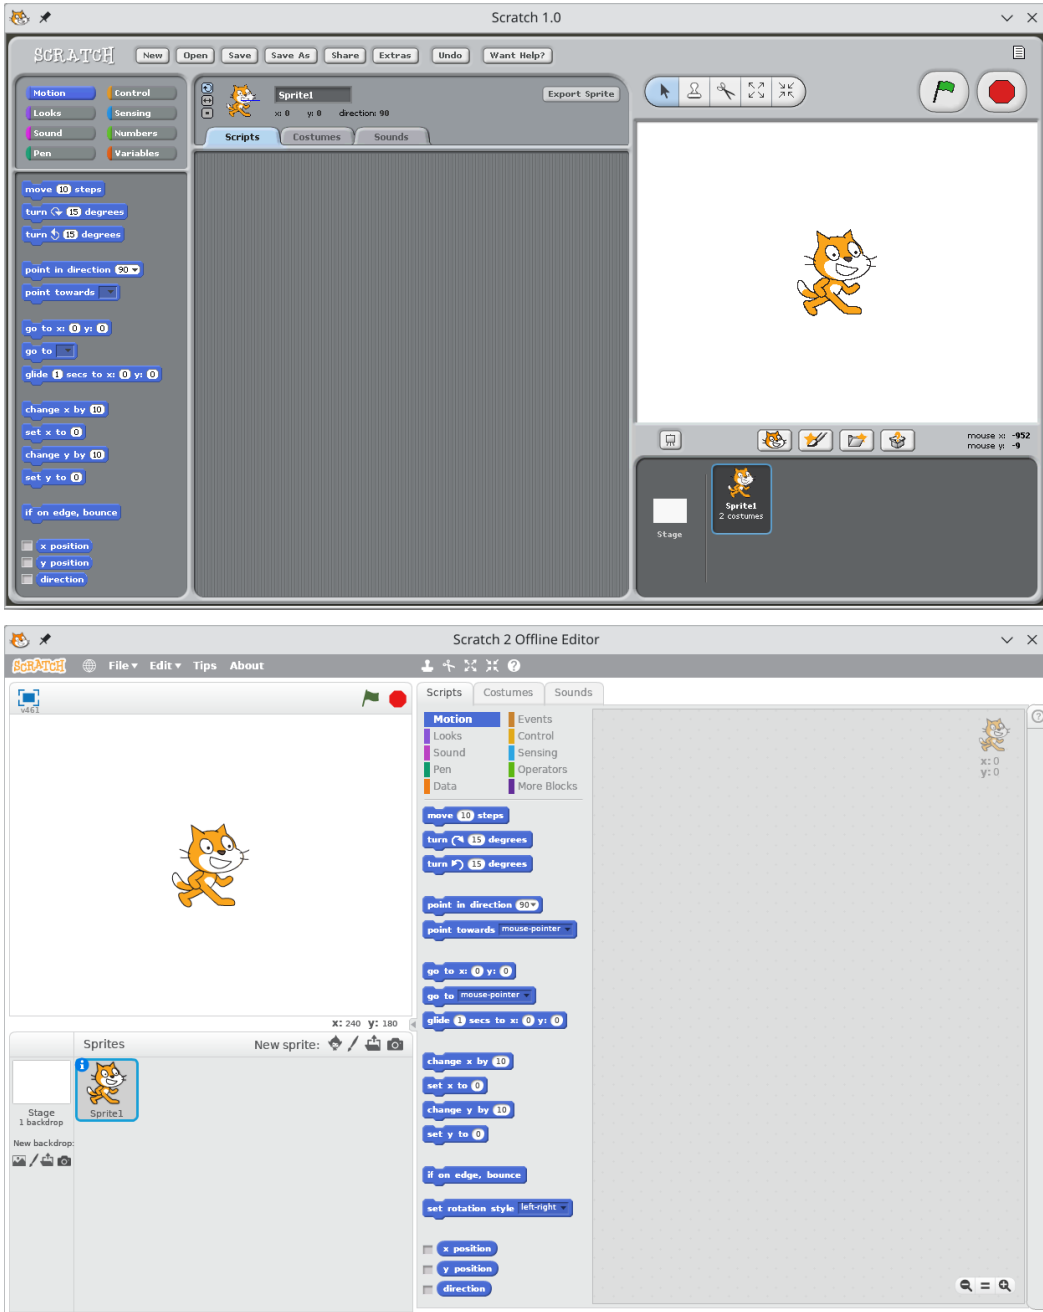 Scratch 1.0
SCRATCH New Open Save Save As Share Extras Undo Want Help?
Motion Control
Looks Sensing
Sound Numbers
Pen Variables
Sprite1 Export Sprite
x: 0 y: 0 direction: 90
Scripts Costumes Sounds
move 10 steps
turn 15 degrees
turn 15 degrees
point in direction 90
point towards
go to x: 0 y: 0
go to
glide 1 secs to x: 0 y: 0
change x by 10
set x to 0
change y by 10
set y to 0
if on edge, bounce
x position
y position
direction
mouse x: -952
mouse y: -9
Stage
Sprite1
2 costumes
Scratch 2 Offline Editor
SCRATCH File Edit Tips About
v461
x: 240 y: 180
Sprites New sprite:
Stage
1 backdrop
New backdrop:
Sprite1
Scripts Costumes Sounds
Motion Events
Looks Control
Sound Sensing
Pen Operators
Data More Blocks
move 10 steps
turn 15 degrees
turn 15 degrees
point in direction 90
point towards mouse-pointer
go to x: 0 y: 0
go to mouse-pointer
glide 1 secs to x: 0 y: 0
change x by 10
set x to 0
change y by 10
set y to 0
if on edge, bounce
set rotation style left-right
x position
y position
direction
x: 0
y: 0